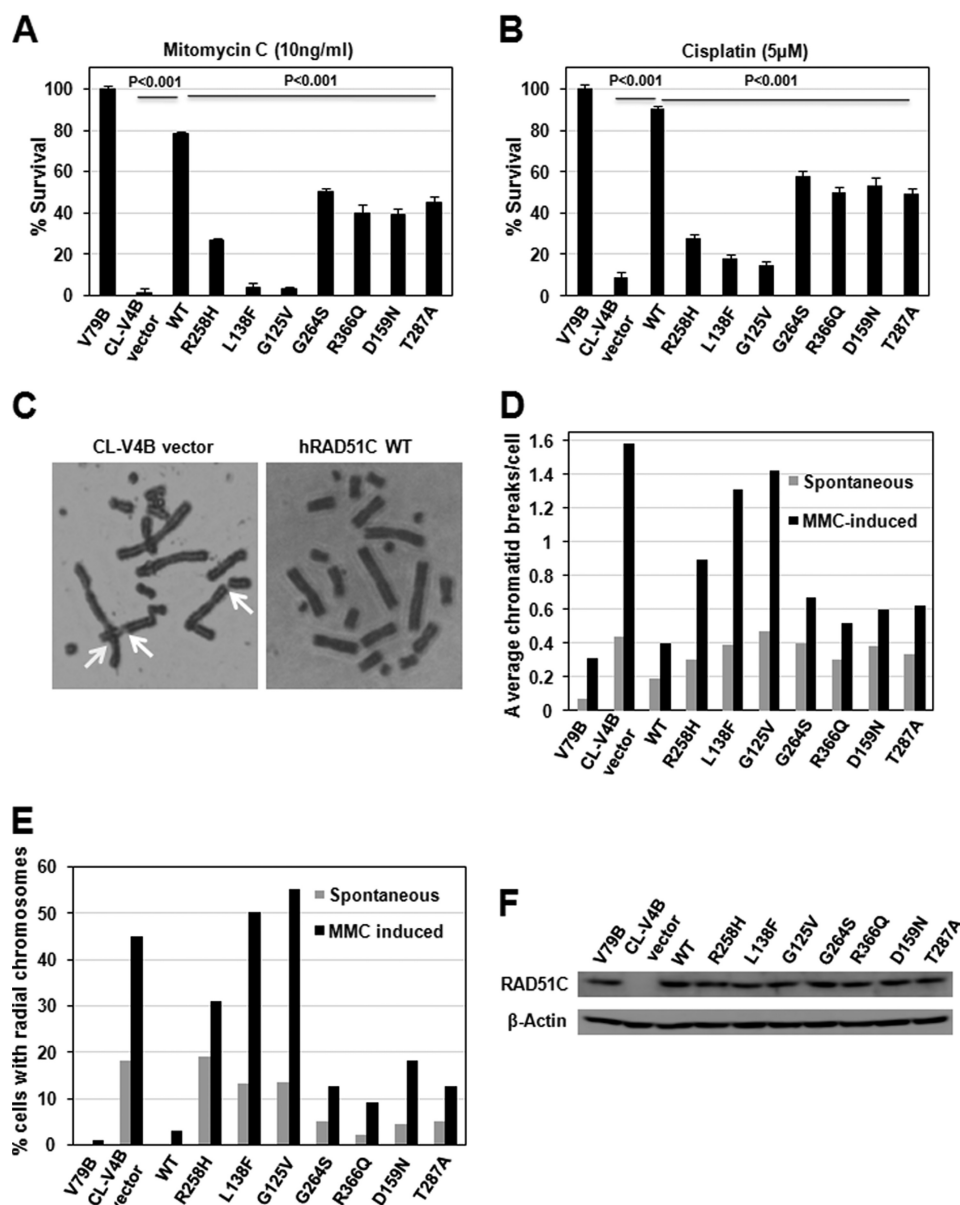 A
Mitomycin C (10ng/ml)
P<0.001
P<0.001
% Survival
100
80
60
40
20
0
V79B
CL-V4B
vector
WT
R258H
L138F
G125V
G264S
R366Q
D159N
T287A
B
Cisplatin (5μM)
P<0.001
P<0.001
% Survival
100
80
60
40
20
0
V79B
CL-V4B
vector
WT
R258H
L138F
G125V
G264S
R366Q
D159N
T287A
C
CL-V4B vector
hRAD51C WT
D
Average chromatid breaks/cell
1.6
1.4
1.2
1
0.8
0.6
0.4
0.2
0
Spontaneous
MMC-induced
V79B
CL-V4B
vector
WT
R258H
L138F
G125V
G264S
R366Q
D159N
T287A
E
% cells with radial chromosomes
60
50
40
30
20
10
0
Spontaneous
MMC induced
V79B
CL-V4B
vector
WT
R258H
L138F
G125V
G264S
R366Q
D159N
T287A
F
V79B
CL-V4B
vector
WT
R258H
L138F
G125V
G264S
R366Q
D159N
T287A
RAD51C
β-Actin